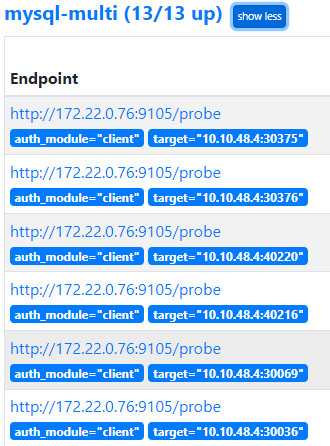 mysql-multi (13/13 up) show less
Endpoint
http://172.22.0.76:9105/probe
auth_module="client" target="10.10.48.4:30375"
http://172.22.0.76:9105/probe
auth_module="client" target="10.10.48.4:30376"
http://172.22.0.76:9105/probe
auth_module="client" target="10.10.48.4:40220"
http://172.22.0.76:9105/probe
auth_module="client" target="10.10.48.4:40216"
http://172.22.0.76:9105/probe
auth_module="client" target="10.10.48.4:30069"
http://172.22.0.76:9105/probe
auth_module="client" target="10.10.48.4:30036"